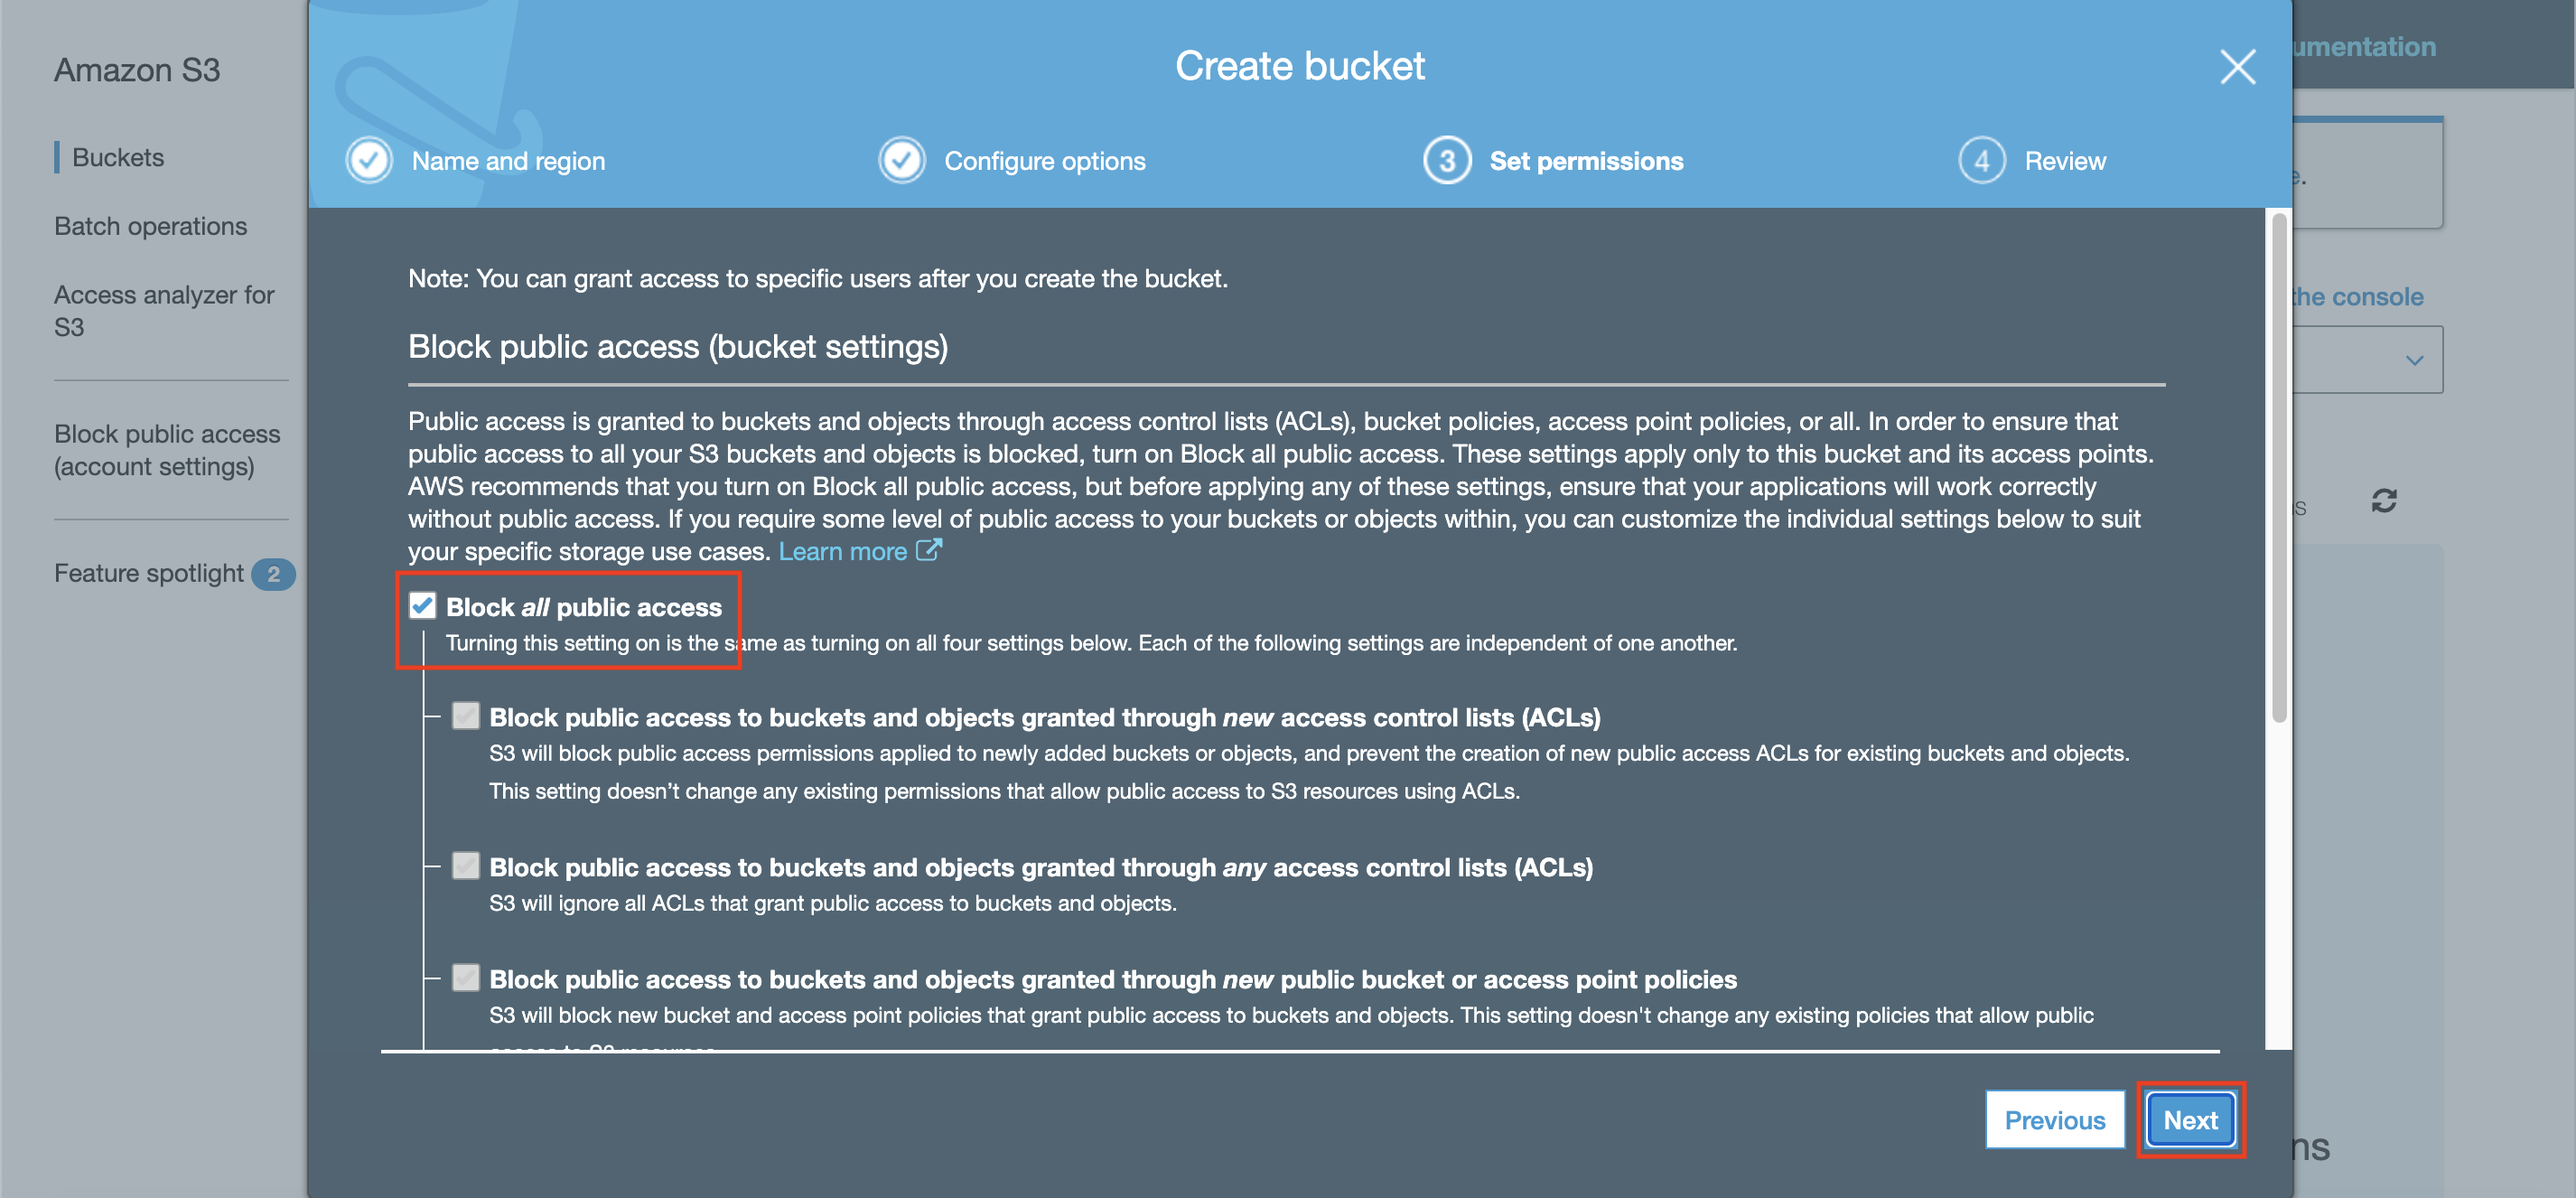 Amazon S3
Buckets
Batch operations
Access analyzer for
S3
Block public access
(account settings)
Feature spotlight 2
Create bucket
Name and region
Configure options
3 Set permissions
4 Review
Note: You can grant access to specific users after you create the bucket.
Block public access (bucket settings)
Public access is granted to buckets and objects through access control lists (ACLs), bucket policies, access point policies, or all. In order to ensure that
public access to all your S3 buckets and objects is blocked, turn on Block all public access. These settings apply only to this bucket and its access points.
AWS recommends that you turn on Block all public access, but before applying any of these settings, ensure that your applications will work correctly
without public access. If you require some level of public access to your buckets or objects within, you can customize the individual settings below to suit
your specific storage use cases. Learn more
Block all public access
Turning this setting on is the same as turning on all four settings below. Each of the following settings are independent of one another.
Block public access to buckets and objects granted through new access control lists (ACLs)
S3 will block public access permissions applied to newly added buckets or objects, and prevent the creation of new public access ACLs for existing buckets and objects.
This setting doesn’t change any existing permissions that allow public access to S3 resources using ACLs.
Block public access to buckets and objects granted through any access control lists (ACLs)
S3 will ignore all ACLs that grant public access to buckets and objects.
Block public access to buckets and objects granted through new public bucket or access point policies
S3 will block new bucket and access point policies that grant public access to buckets and objects. This setting doesn't change any existing policies that allow public
access to S3 resources.
Previous
Next
umentation
e.
the console
s
ns